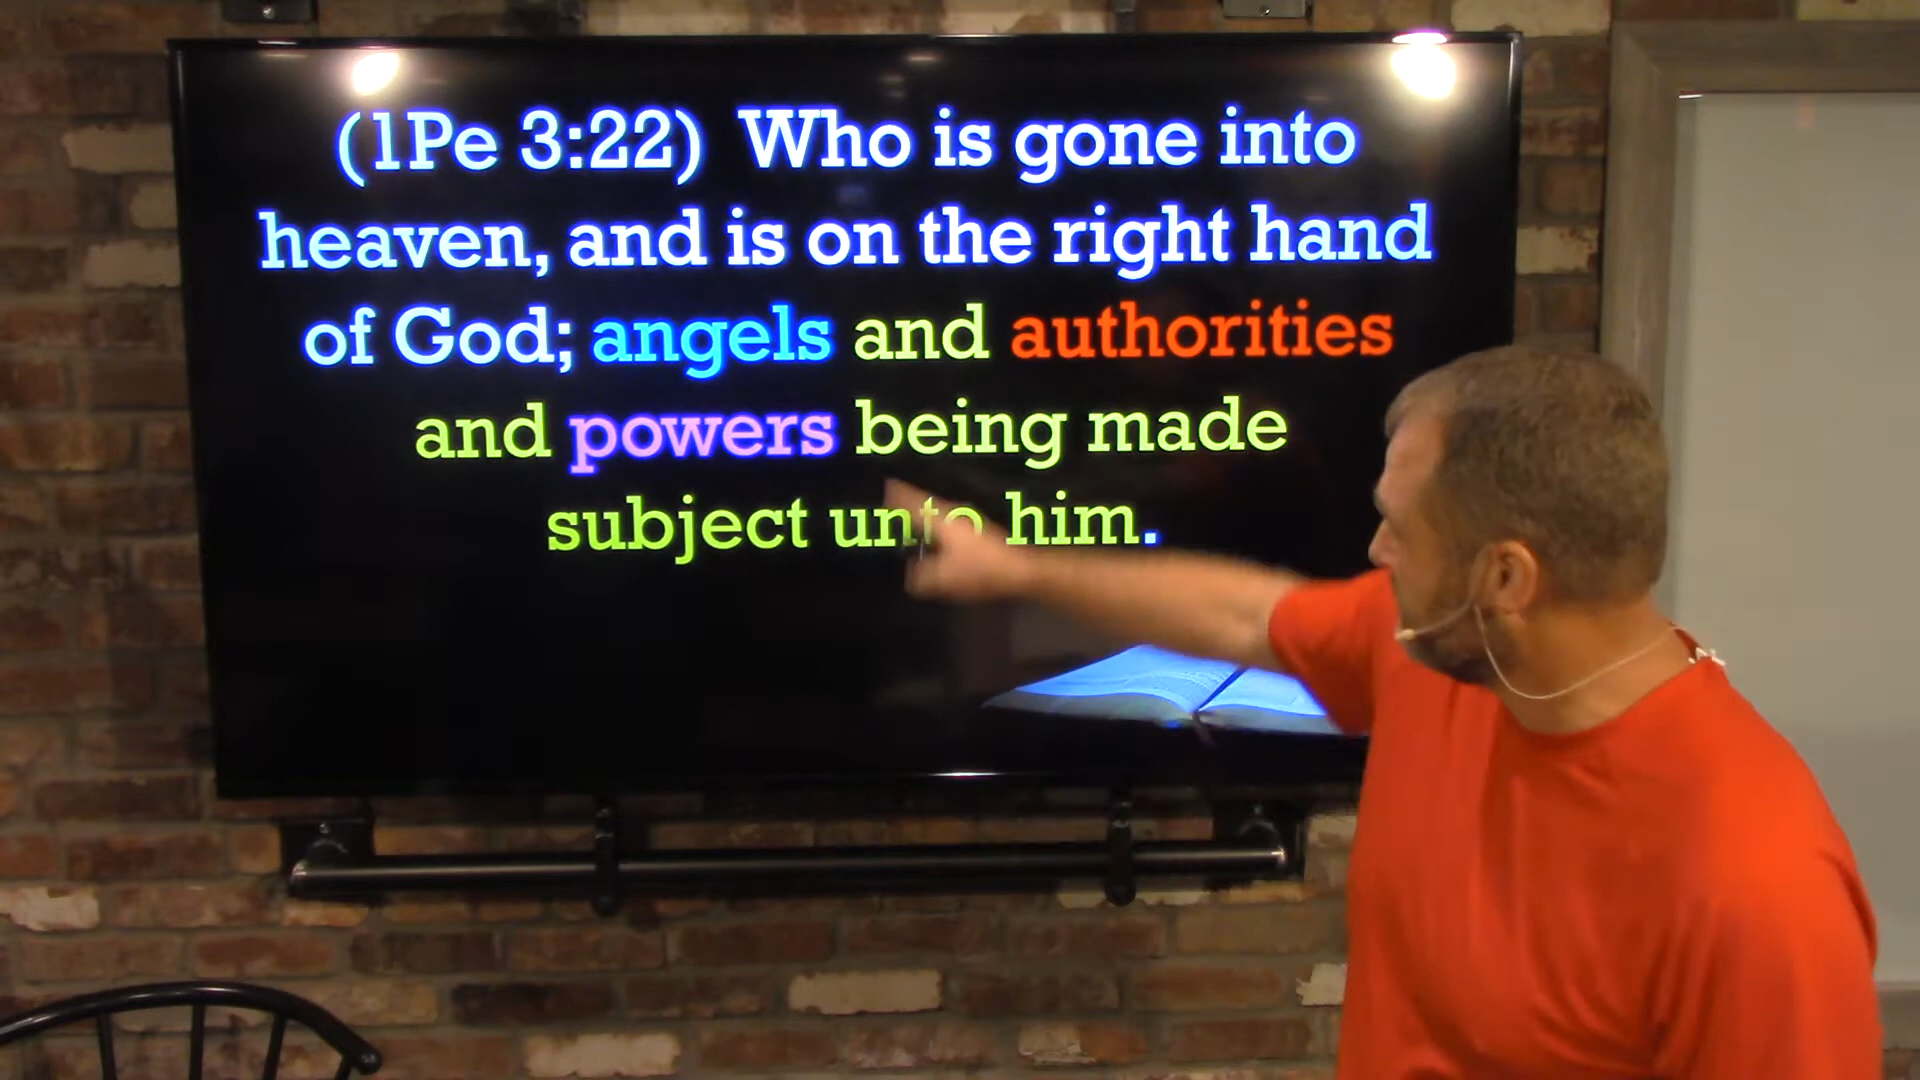 (1Pe 3:22) Who is gone into
heaven, and is on the right hand
of God; angels and authorities
and powers being made
subject unto him.